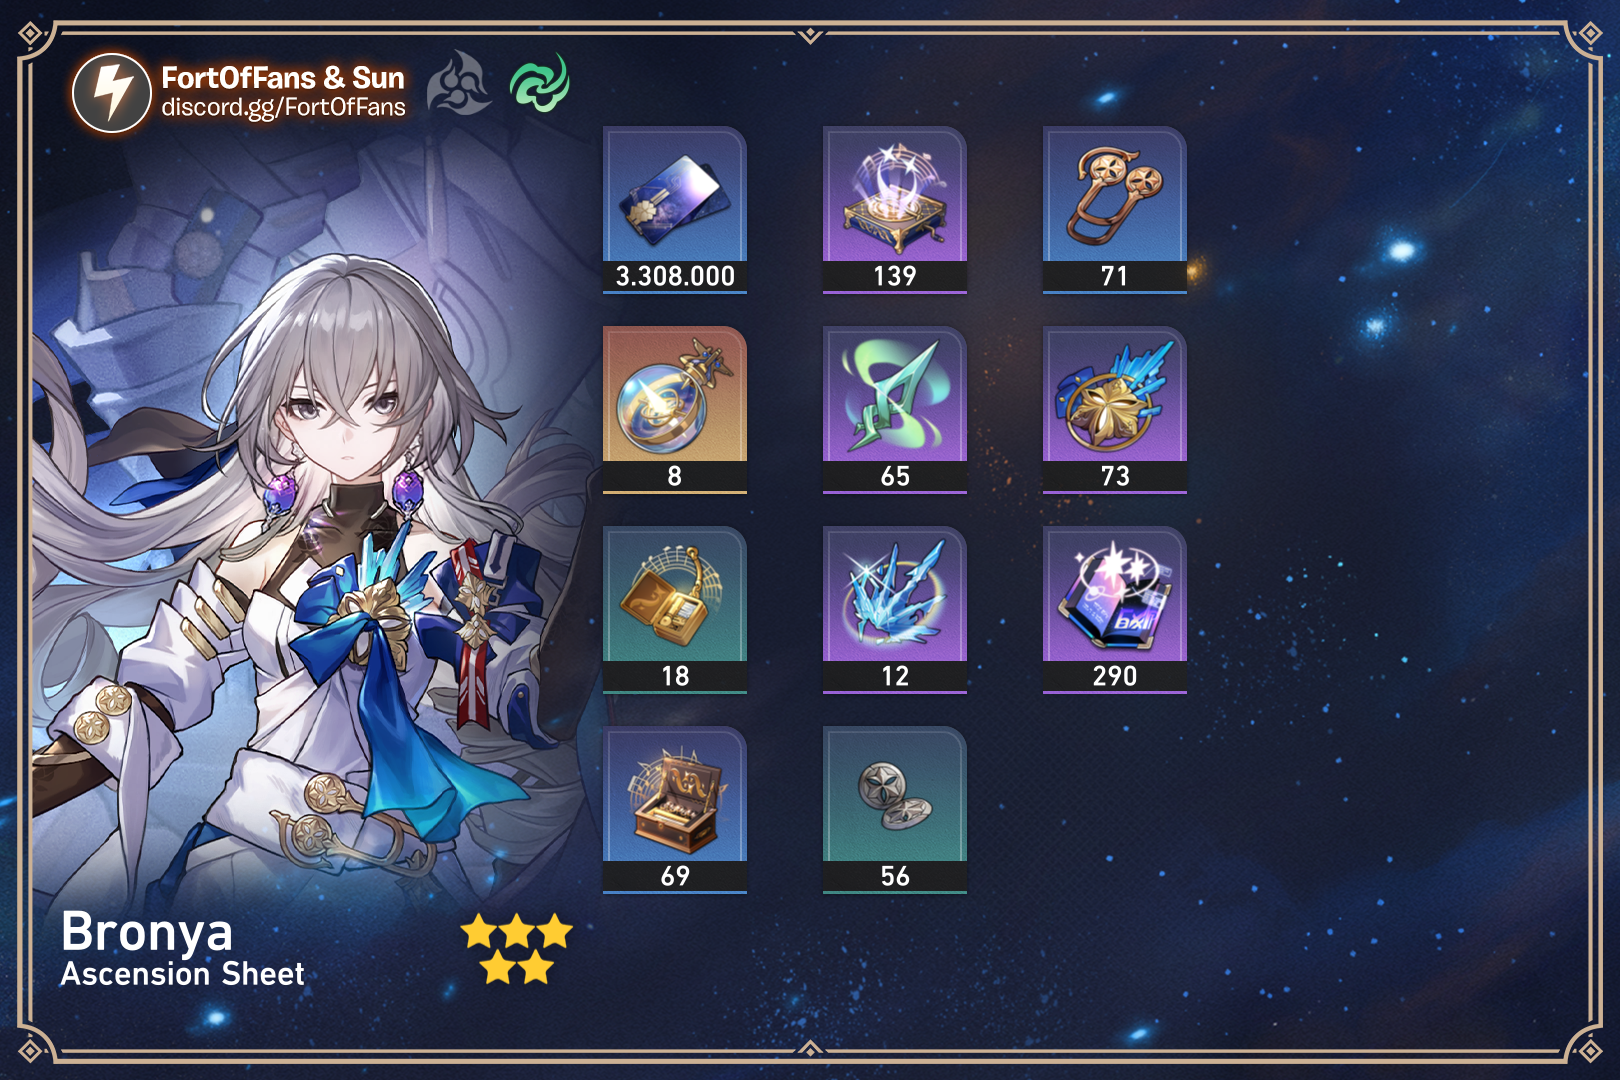 FortOfFans & Sun
discord.gg/FortOfFans
3.308.000
139
71
8
65
73
18
12
290
69
56
Bronya
Ascension Sheet